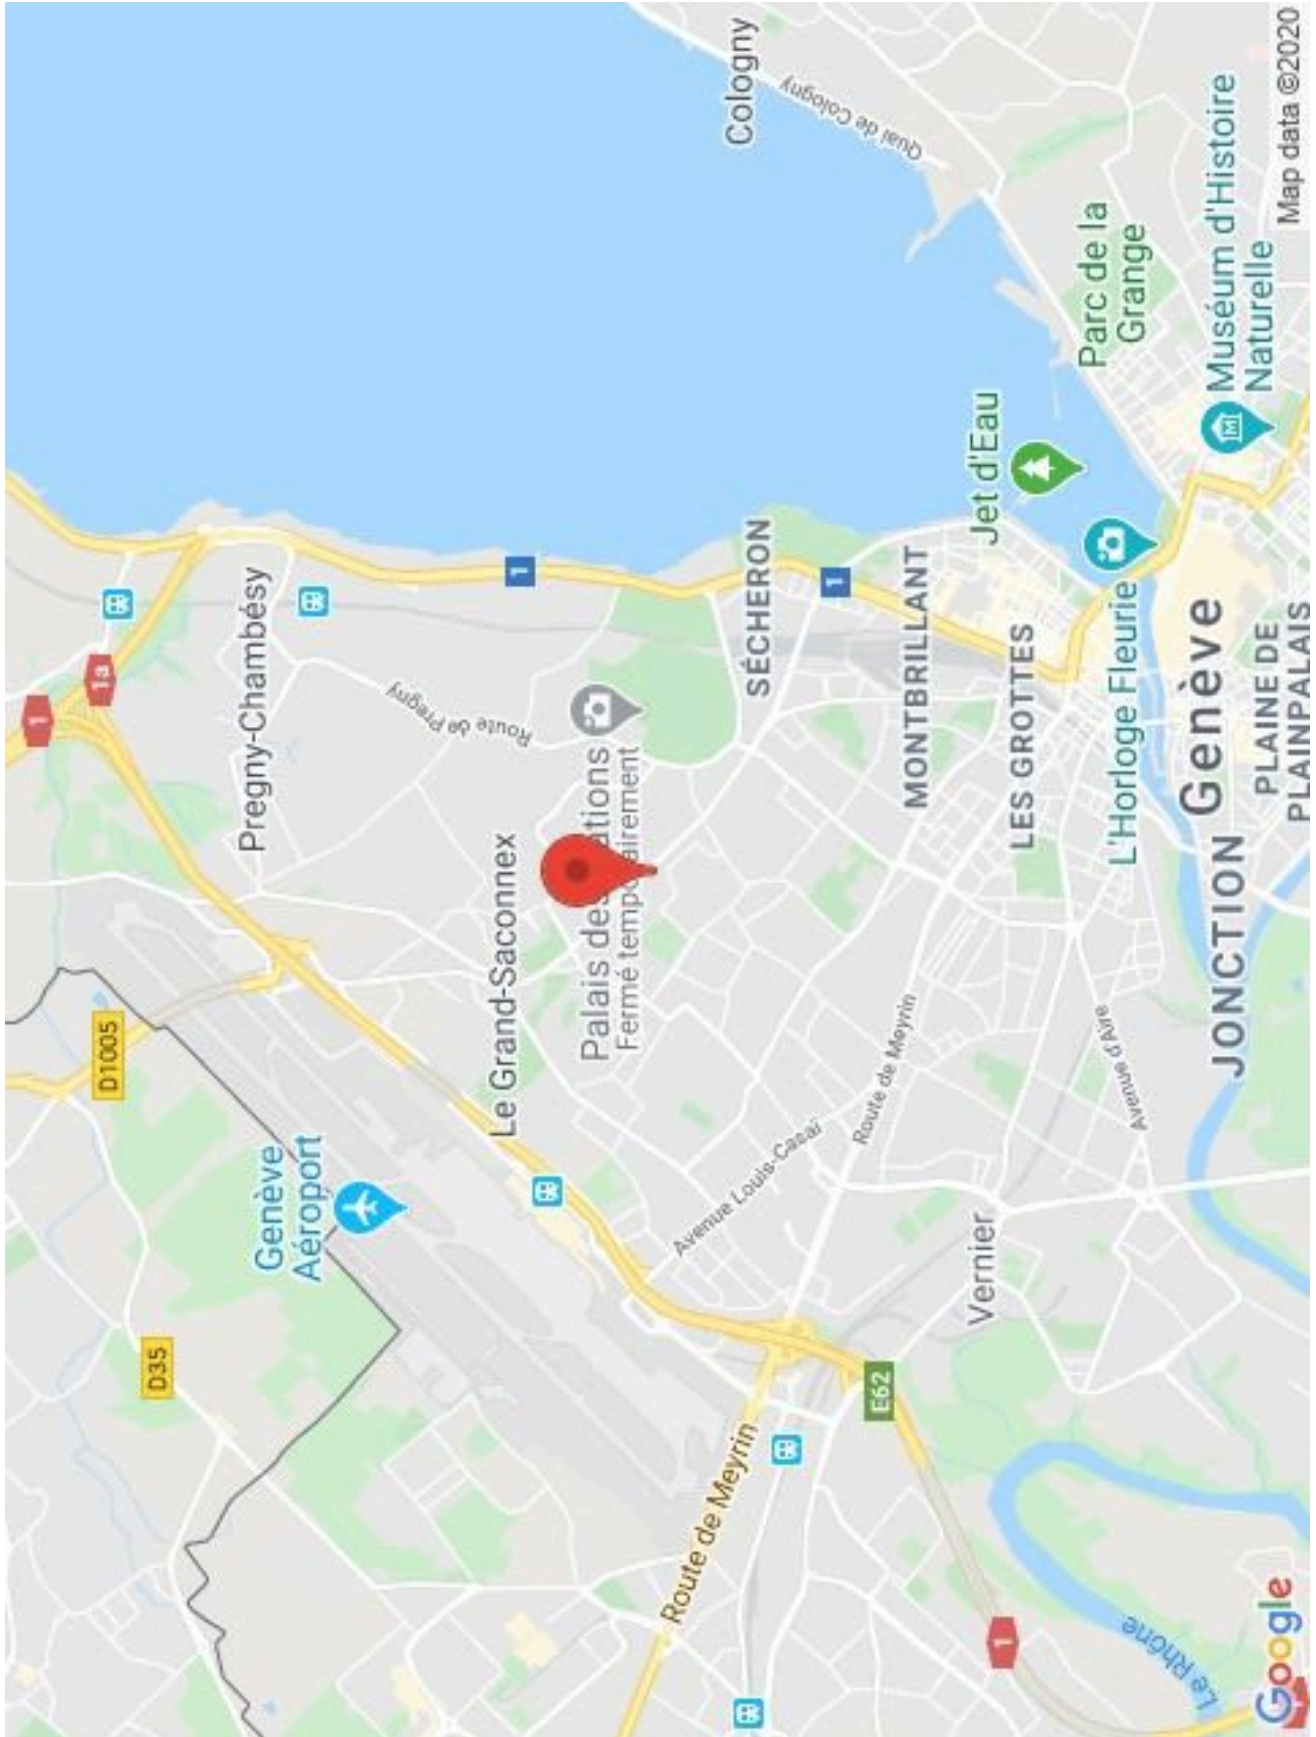 D1005
D35
Genève
Aéroport
1
1a
Pregny-Chambésy
Route de Pregny
Le Grand-Saconnex
Palais des
Fermé
1
Cologny
Quai de Cologny
SÉCHERON
1
MONTBRILLANT
LES GROTTES
Jet d'Eau
Parc de la
Grange
L'Horloge Fleurie
Muséum d'Histoire
Naturelle
Genève
PLAINE DE
PLAINPALAIS
JONCTION
Avenue Louis-Casaï
Route de Meyrin
Avenue d'Aïre
Vernier
E62
Route de Meyrin
1
Le Rhône
Google
Map data ©2020